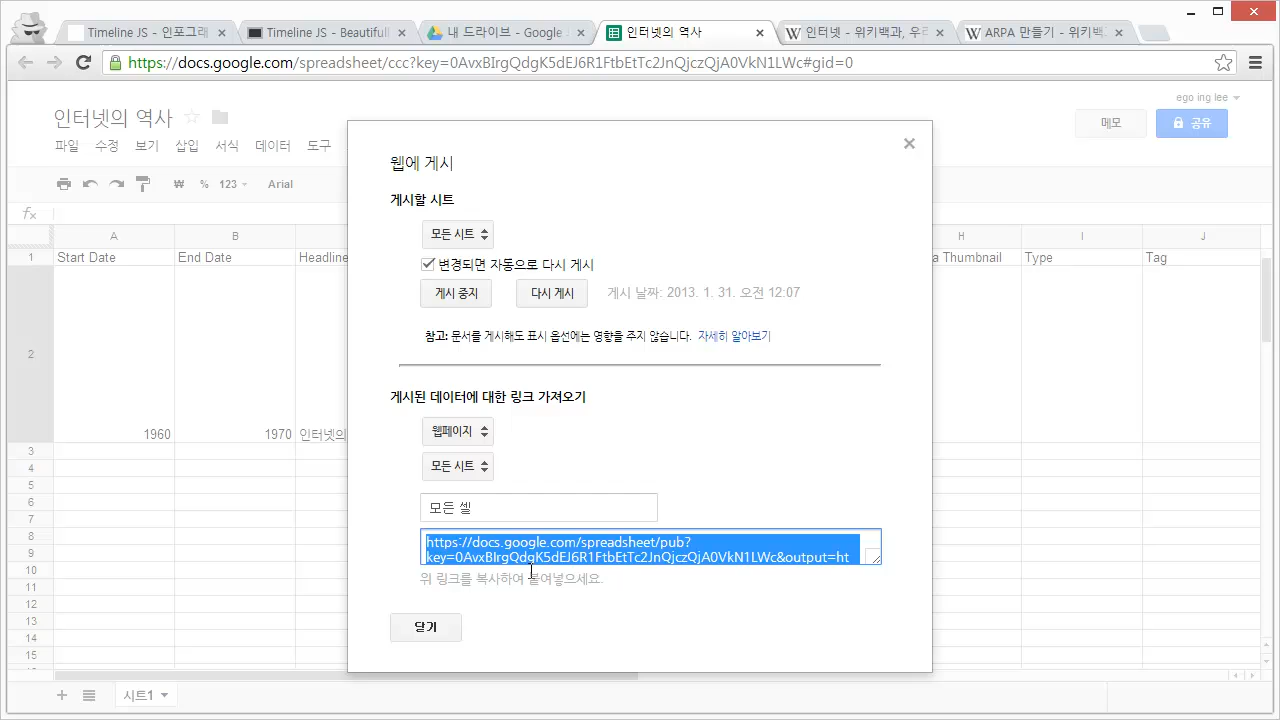 Timeline JS - 인포그래
Timeline JS - Beautifull
내 드라이브 - Google
인터넷의 역사
인터넷 - 위키백과, 우리
ARPA 만들기 - 위키백
https://docs.google.com/spreadsheet/ccc?key=0AvxBIrgQdgK5dEJ6R1FtbEtTc2JnQjczQjA0VkN1LWc#gid=0
ego ing lee
인터넷의 역사
메모
공유
파일 수정 보기 삽입 서식 데이터 도구
₩ % 123 Arial
fx
A B H I J
1 Start Date End Date Headline a Thumbnail Type Tag
2 1960 1970 인터넷의
3
4
5
6
7
8
9
10
11
12
13
14
15
시트1
웹에 게시
게시할 시트
모든 시트
변경되면 자동으로 다시 게시
게시 중지 다시 게시 게시 날짜: 2013. 1. 31. 오전 12:07
참고: 문서를 게시해도 표시 옵션에는 영향을 주지 않습니다. 자세히 알아보기
게시된 데이터에 대한 링크 가져오기
웹페이지
모든 시트
모든 셀
https://docs.google.com/spreadsheet/pub?
key=0AvxBIrgQdgK5dEJ6R1FtbEtTc2JnQjczQjA0VkN1LWc&output=ht
위 링크를 복사하여 붙여넣으세요.
닫기